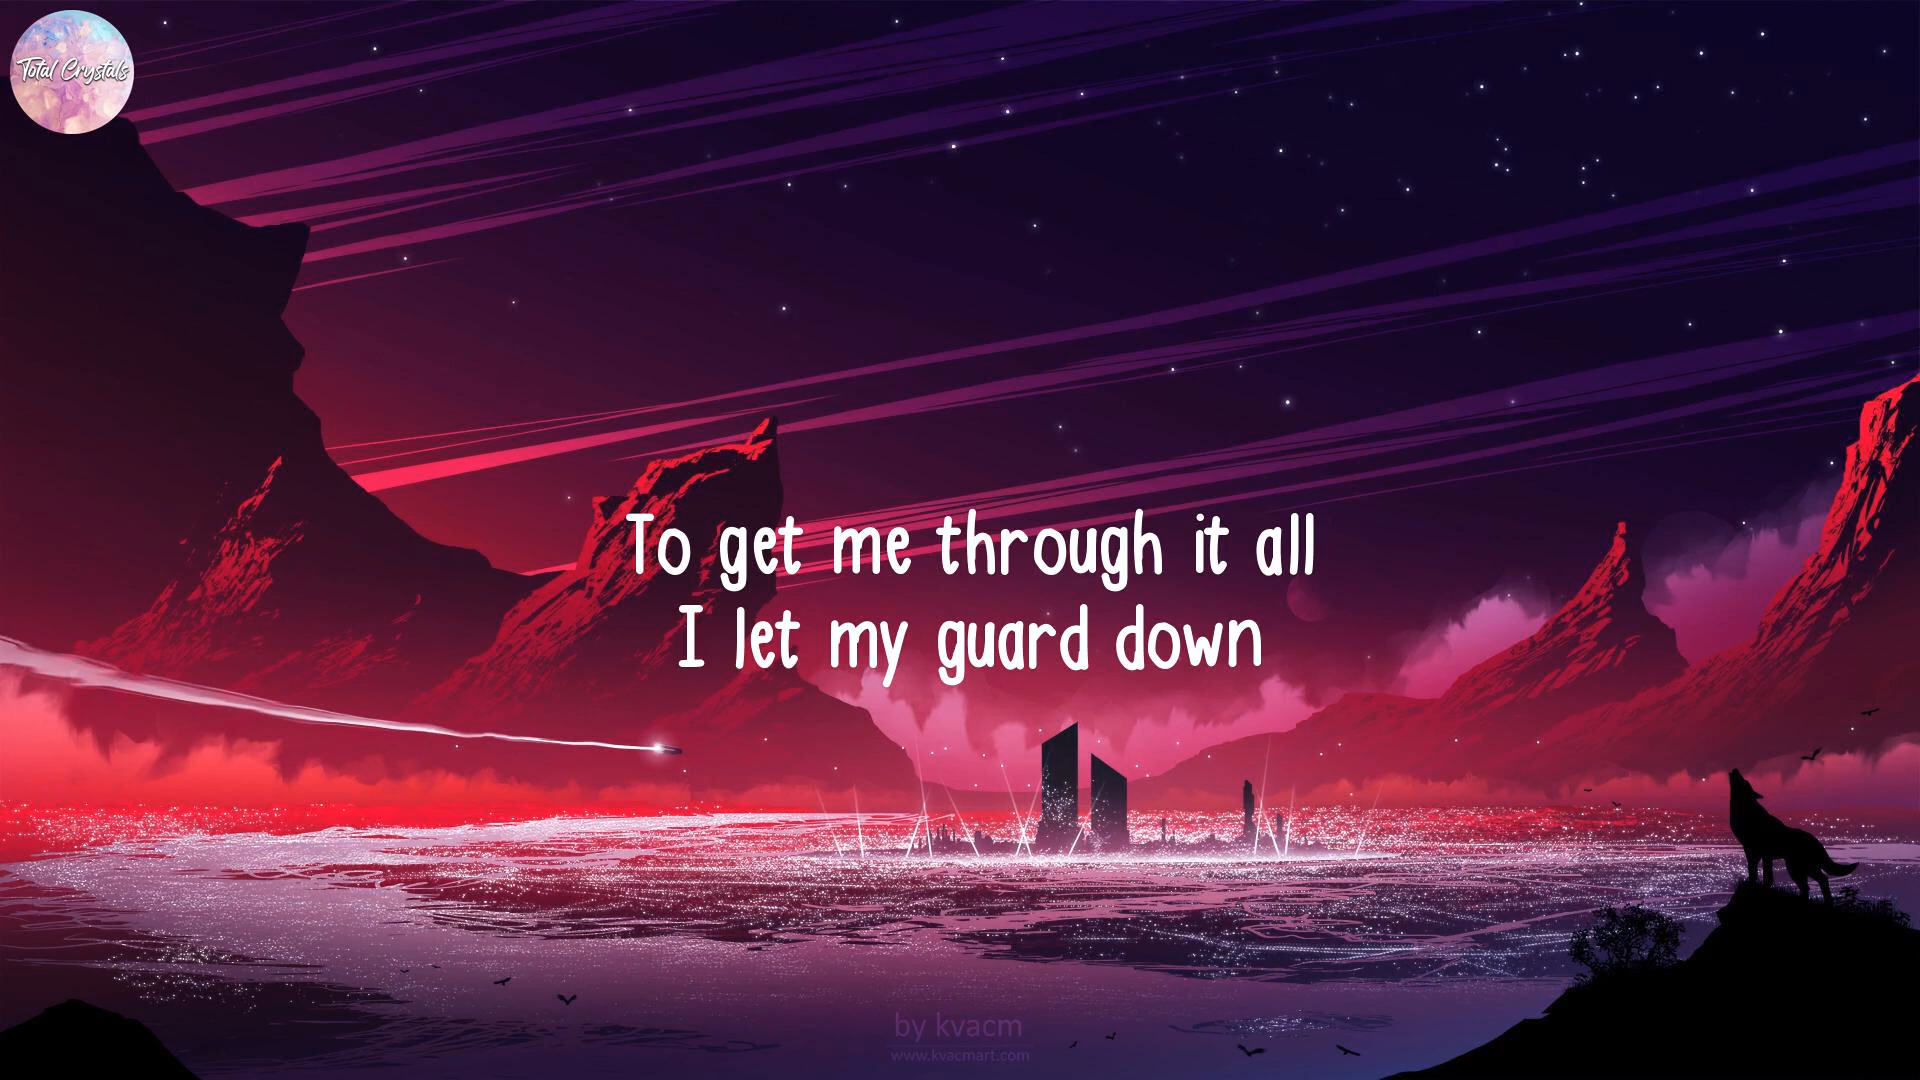 Total Crystals
To get me through it all
I let my guard down
by kvacm
www.kvacmart.com